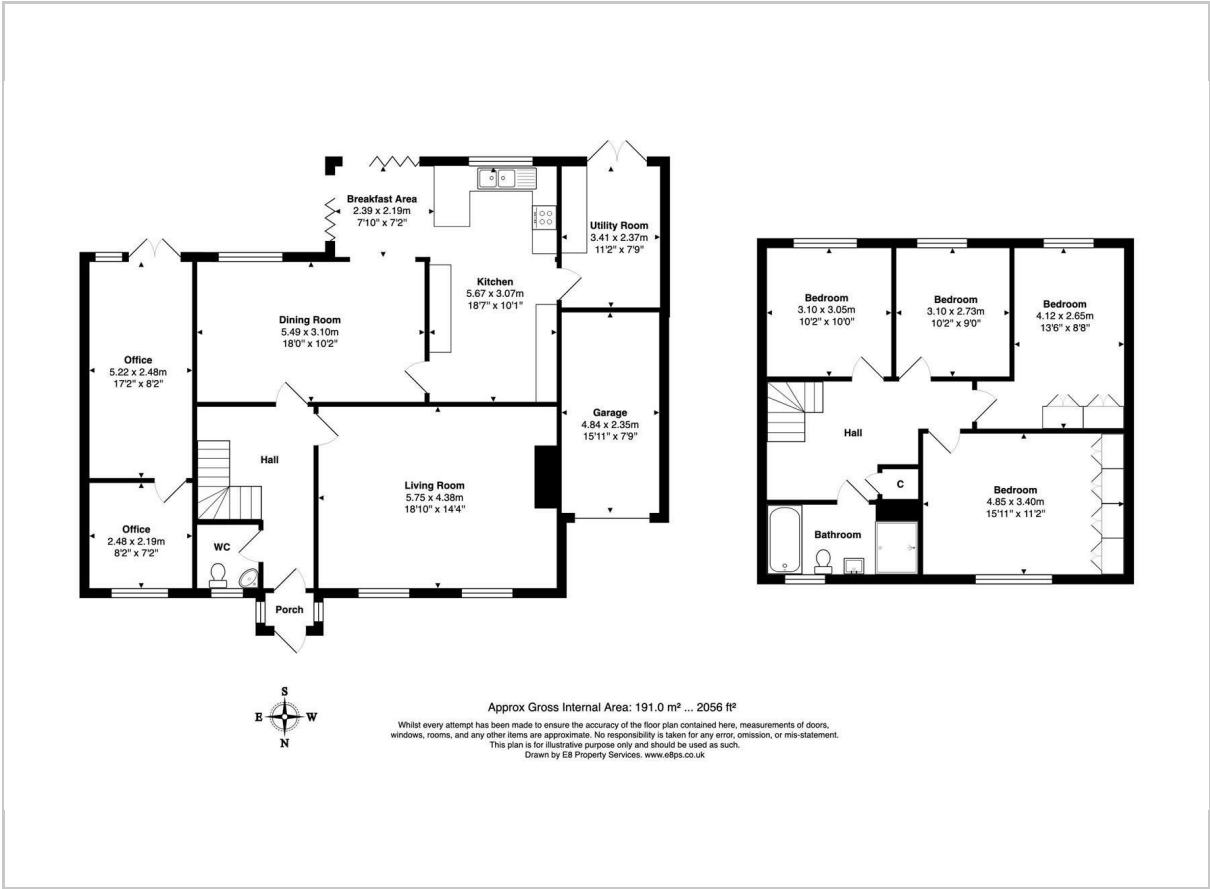 Breakfast Area
2.39 x 2.19m
7'10" x 7'2"
Utility Room
3.41 x 2.37m
11'2" x 7'9"
Kitchen
5.67 x 3.07m
18'7" x 10'1"
Dining Room
5.49 x 3.10m
18'0" x 10'2"
Office
5.22 x 2.48m
17'2" x 8'2"
Garage
4.84 x 2.35m
15'11" x 7'9"
Hall
Living Room
5.75 x 4.38m
18'10" x 14'4"
Office
2.48 x 2.19m
8'2" x 7'2"
WC
Porch
Bedroom
3.10 x 3.05m
10'2" x 10'0"
Bedroom
3.10 x 2.73m
10'2" x 9'0"
Bedroom
4.12 x 2.65m
13'6" x 8'8"
Hall
C
Bedroom
4.85 x 3.40m
15'11" x 11'2"
Bathroom
S
E W
N
Approx Gross Internal Area: 191.0 m² ... 2056 ft²
Whilst every attempt has been made to ensure the accuracy of the floor plan contained here, measurements of doors,
windows, rooms, and any other items are approximate. No responsibility is taken for any error, omission, or mis-statement.
This plan is for illustrative purpose only and should be used as such.
Drawn by E8 Property Services. www.e8ps.co.uk